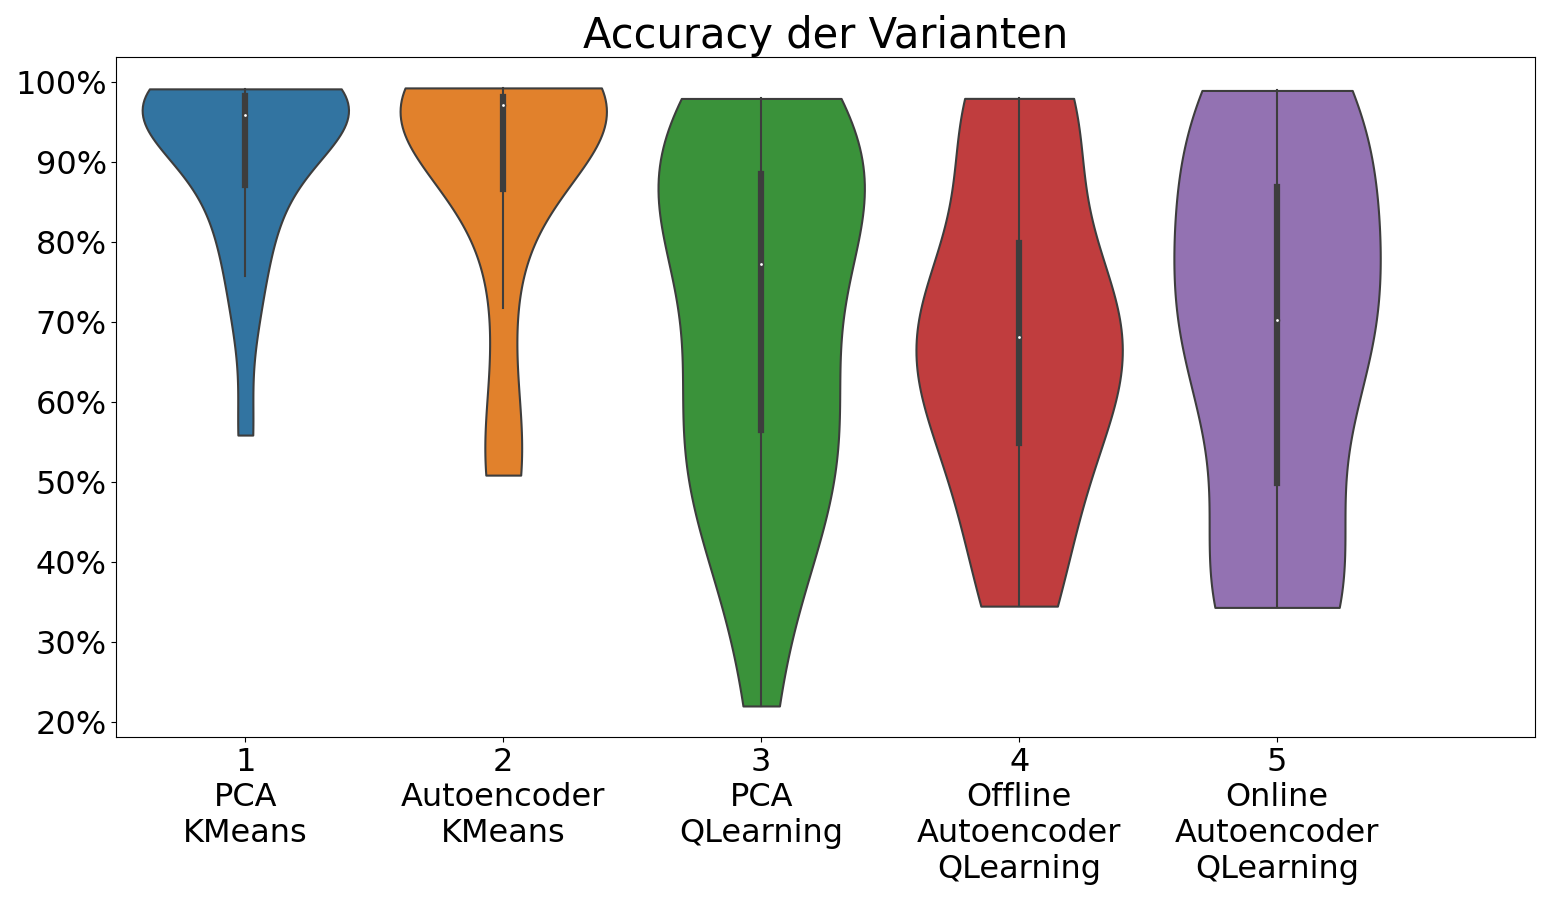 Accuracy der Varianten
100%
90%
80%
70%
60%
50%
40%
30%
20%
1
PCA
KMeans
2
Autoencoder
KMeans
3
PCA
QLearning
4
Offline
Autoencoder
QLearning
5
Online
Autoencoder
QLearning